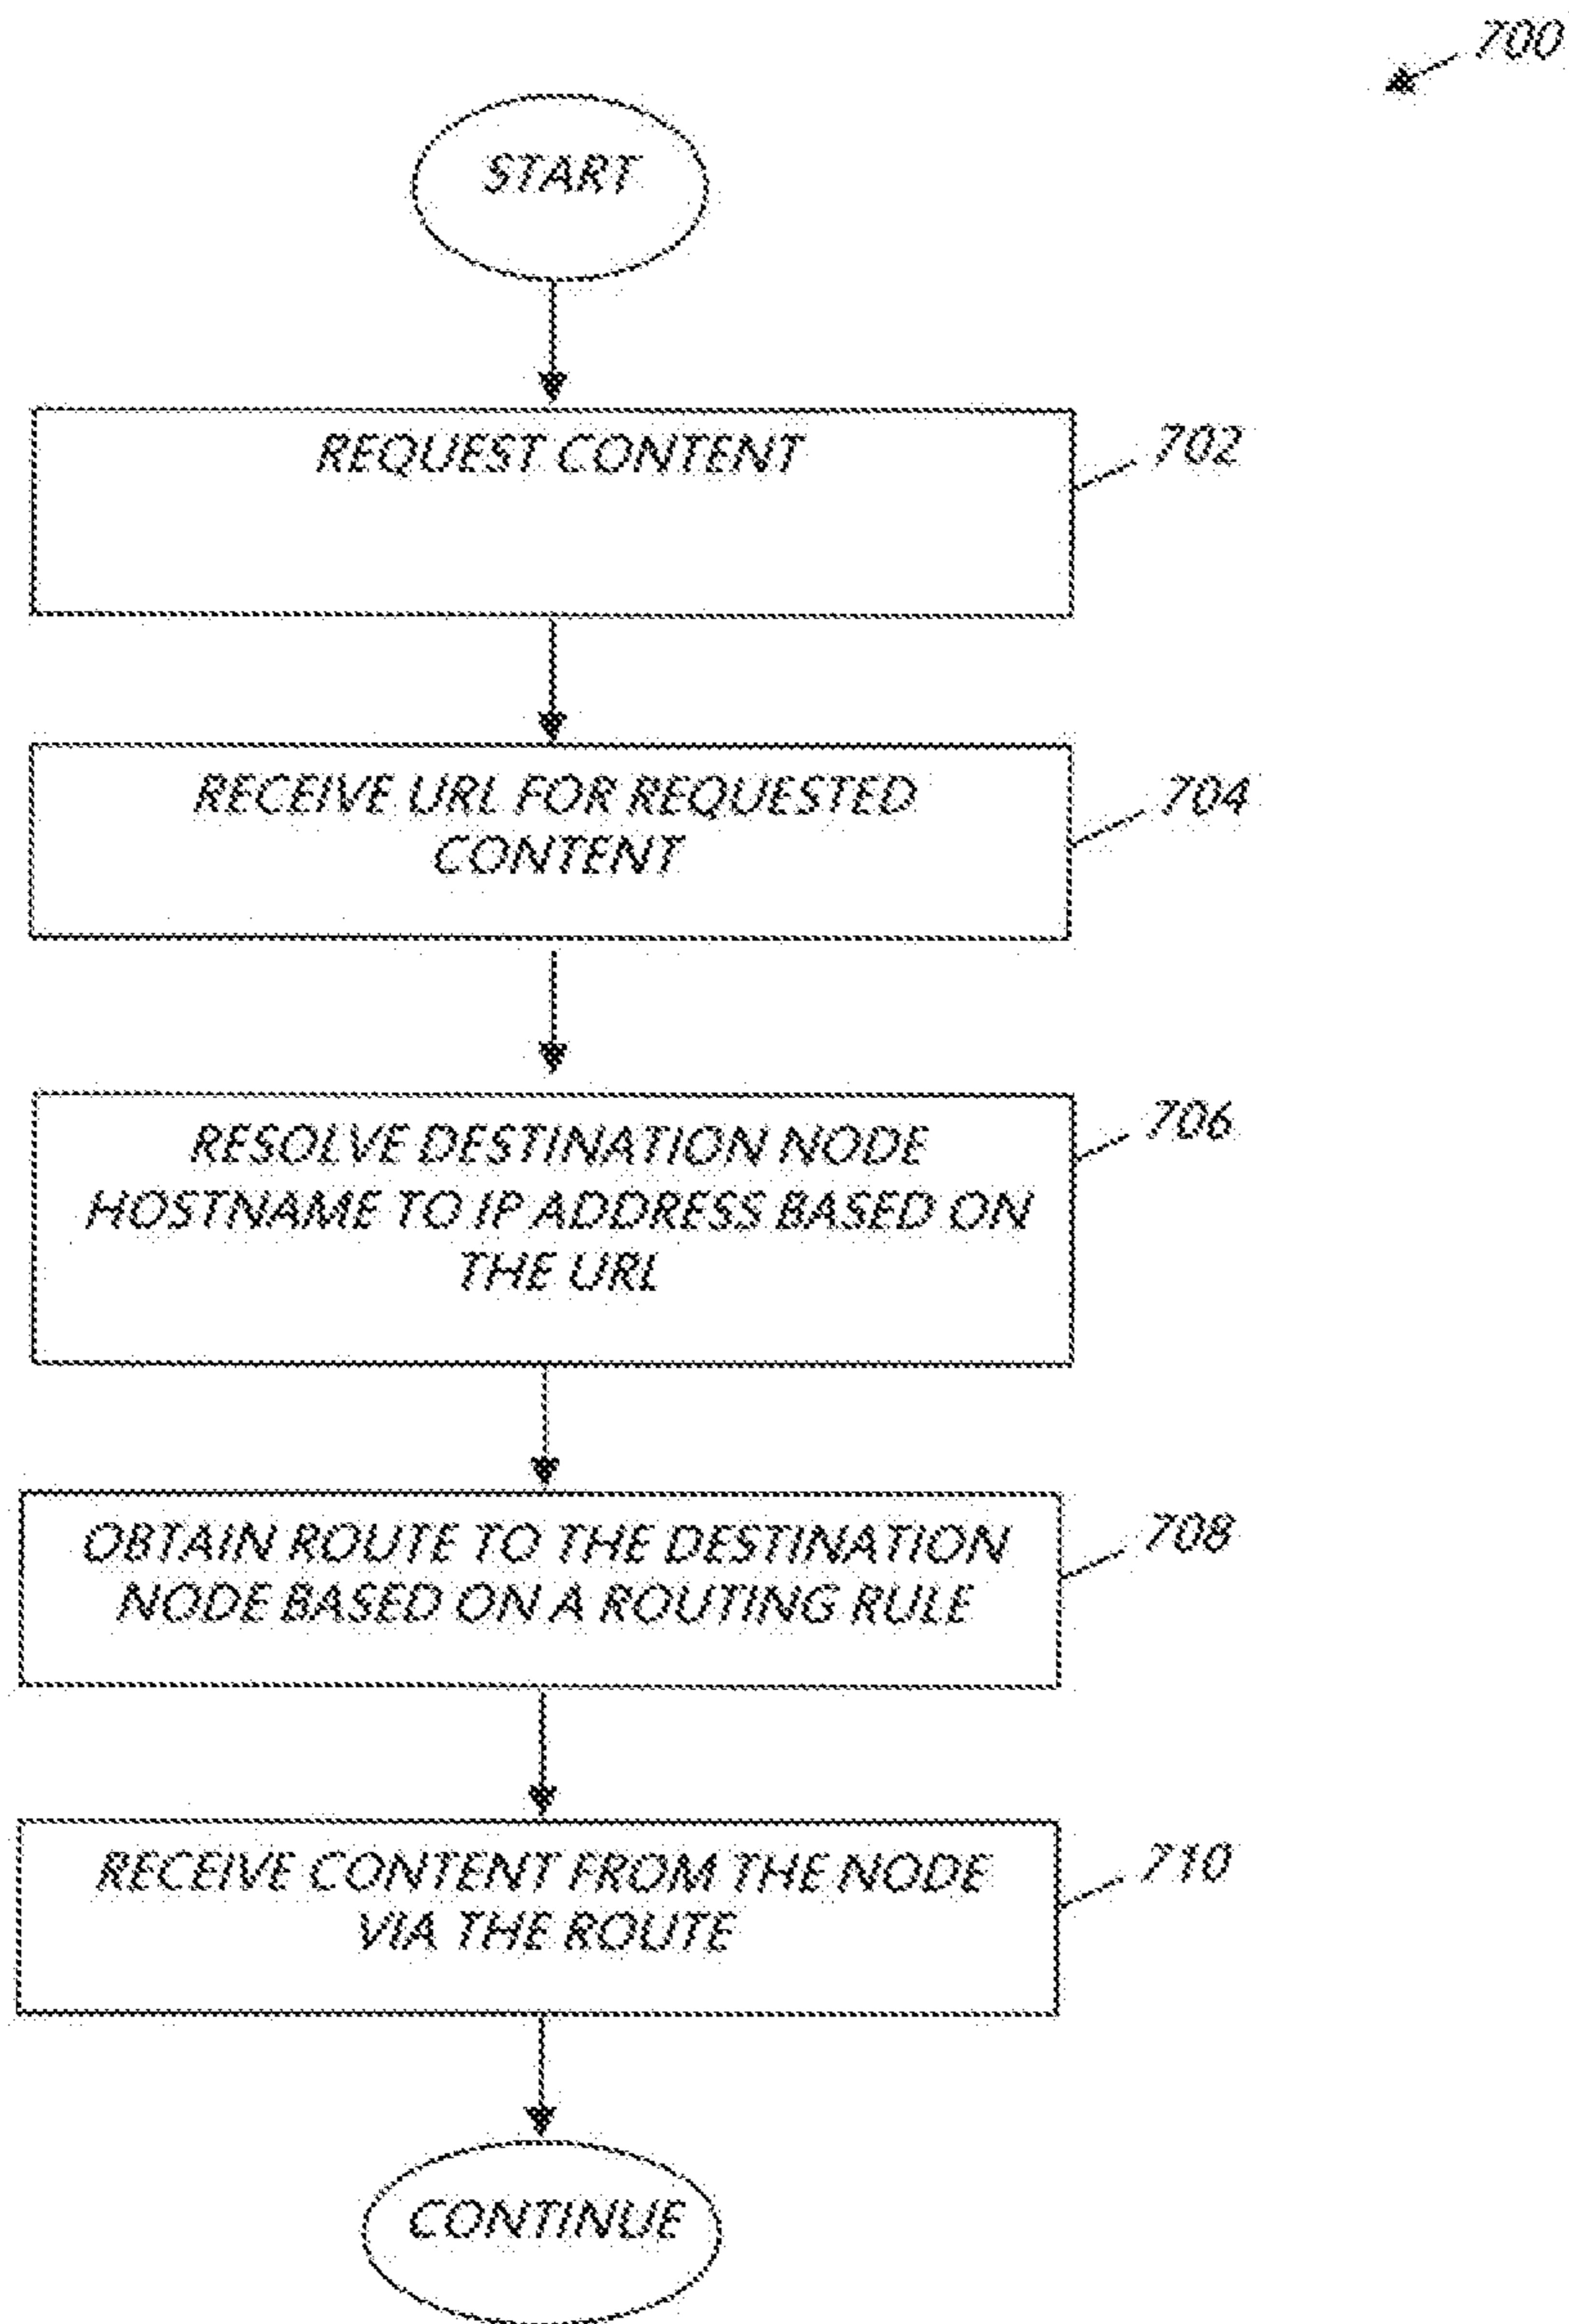 700
START
REQUEST CONTENT
702
RECEIVE URL FOR REQUESTED
CONTENT
704
RESOLVE DESTINATION NODE
HOSTNAME TO IP ADDRESS BASED ON
THE URL
706
OBTAIN ROUTE TO THE DESTINATION
NODE BASED ON A ROUTING RULE
708
RECEIVE CONTENT FROM THE NODE
VIA THE ROUTE
710
CONTINUE